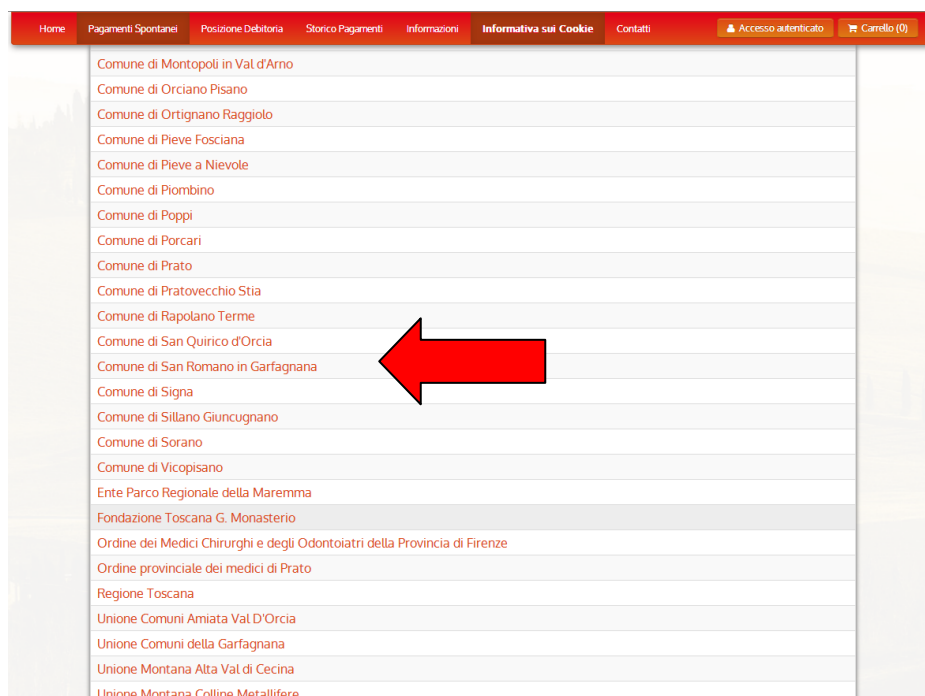 Home Pagamenti Spontanei Posizione Debitoria Storico Pagamenti Informazioni Informativa sui Cookie Contatti Accesso autenticato Carrello (0)
Comune di Montopoli in Val d'Arno
Comune di Orciano Pisano
Comune di Ortignano Raggiolo
Comune di Pieve Fosciana
Comune di Pieve a Nievole
Comune di Piombino
Comune di Poppi
Comune di Porcari
Comune di Prato
Comune di Pratovecchio Stia
Comune di Rapolano Terme
Comune di San Quirico d'Orcia
Comune di San Romano in Garfagnana
Comune di Signa
Comune di Sillano Giuncugnano
Comune di Sorano
Comune di Vicopisano
Ente Parco Regionale della Maremma
Fondazione Toscana G. Monasterio
Ordine dei Medici Chirurghi e degli Odontoiatri della Provincia di Firenze
Ordine provinciale dei medici di Prato
Regione Toscana
Unione Comuni Amiata Val D'Orcia
Unione Comuni della Garfagnana
Unione Montana Alta Val di Cecina
Unione Montana Colline Metallifere